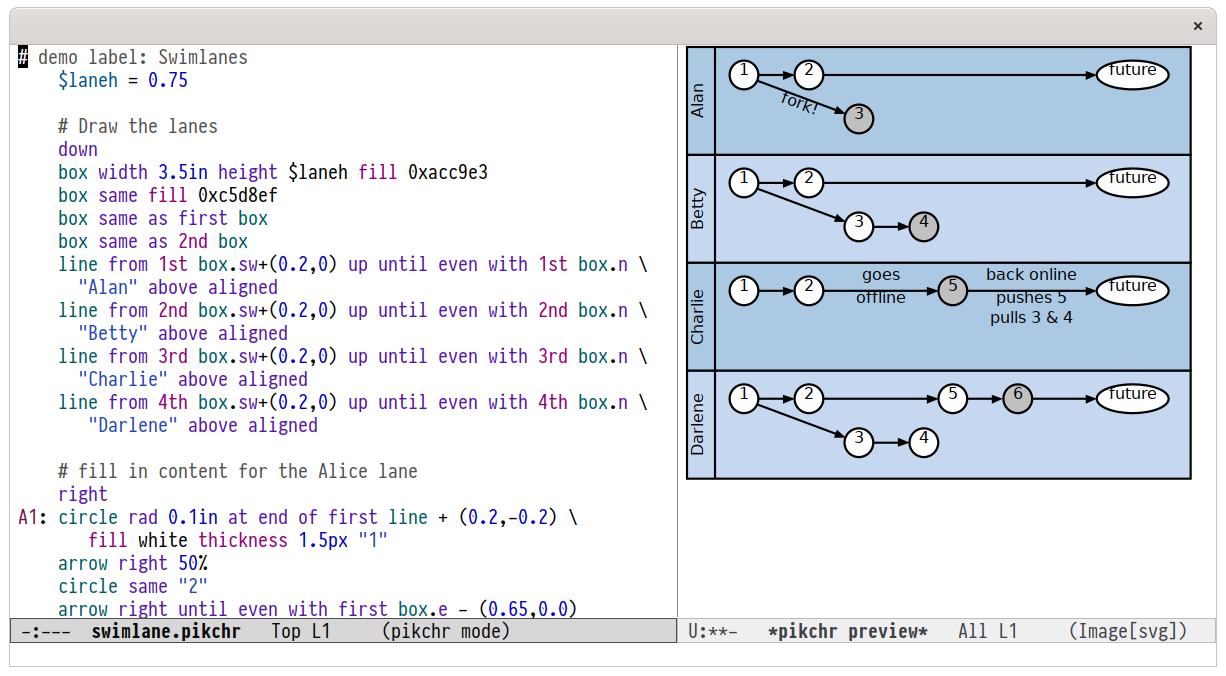 ×
# demo label: Swimlanes
$laneh = 0.75
# Draw the lanes
down
box width 3.5in height $laneh fill 0xacc9e3
box same fill 0xc5d8ef
box same as first box
box same as 2nd box
line from 1st box.sw+(0.2,0) up until even with 1st box.n \
"Alan" above aligned
line from 2nd box.sw+(0.2,0) up until even with 2nd box.n \
"Betty" above aligned
line from 3rd box.sw+(0.2,0) up until even with 3rd box.n \
"Charlie" above aligned
line from 4th box.sw+(0.2,0) up until even with 4th box.n \
"Darlene" above aligned
# fill in content for the Alice lane
right
A1: circle rad 0.1in at end of first line + (0.2,-0.2) \
fill white thickness 1.5px "1"
arrow right 50%
circle same "2"
arrow right until even with first box.e - (0.65,0.0)
-:--- swimlane.pikchr Top L1 (pikchr mode)
Alan
1 2 future
fork!
3
Betty
1 2 future
3 4
Charlie
goes back online
1 2 5 future
offline pushes 5
pulls 3 & 4
Darlene
1 2 5 6 future
3 4
U:**- *pikchr preview* All L1 (Image[svg])